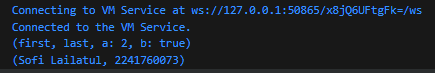 Connecting to VM Service at ws://127.0.0.1:50865/x8jQ6UFtgFk=/ws
Connected to the VM Service.
(first, last, a: 2, b: true)
(Sofi Lailatul, 2241760073)